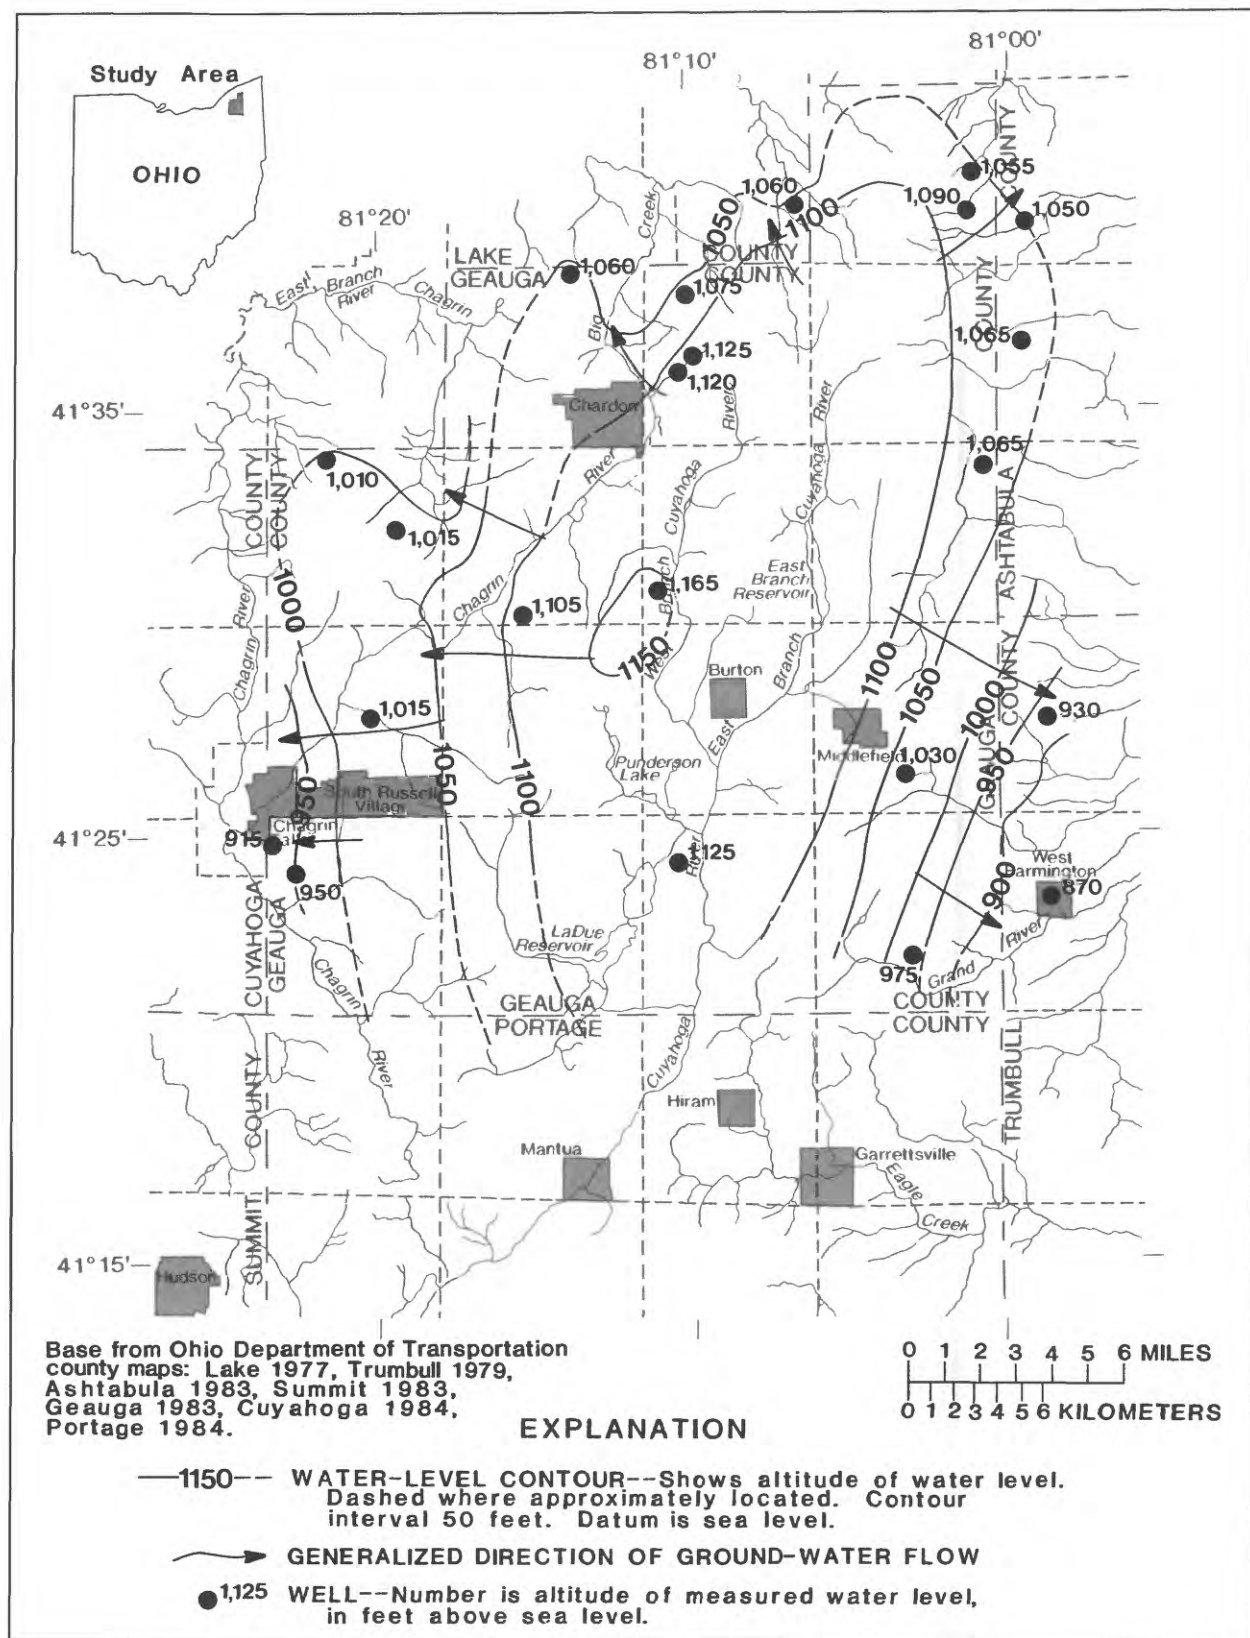 Study Area
OHIO
81°00'
81°10'
81°20'
41°35'
41°25'
41°15'
LAKE
GEAUGA
COUNTY
COUNTY
East
Branch
River
Chagrin
Big
Creek
1,060
1050
1,060
1100
1,055
1,090
1,050
COUNTY
COUNTY
1,075
1,065
1,125
1,120
Chardon
River
River
1,065
COUNTY
COUNTY
1,010
1,015
Cuyahoga
Cuyahoga
ASHTABULA
1000
River
Chagrin
Chagrin
1,105
1,165
Branch
West
1150
East
Branch
Reservoir
Burton
Branch
East
1100
1050
1000
950
900
COUNTY
GEAUGA
930
1,015
Punderson
Lake
Middlefield
1,030
South Russell
Village
950
1050
1100
Chagrin
915
950
1,125
River
West
Farmington
870
River
Grand
975
LaDue
Reservoir
CUYAHOGA
GEAUGA
Chagrin
River
GEAUGA
PORTAGE
COUNTY
COUNTY
Cuyahoga
TRUMBULL
COUNTY
SUMMIT
Hiram
Mantua
Garrettsville
Eagle
Creek
Hudson
Base from Ohio Department of Transportation
county maps: Lake 1977, Trumbull 1979,
Ashtabula 1983, Summit 1983,
Geauga 1983, Cuyahoga 1984,
Portage 1984.
0 1 2 3 4 5 6 MILES
0 1 2 3 4 5 6 KILOMETERS
EXPLANATION
—1150-- WATER-LEVEL CONTOUR--Shows altitude of water level.
Dashed where approximately located. Contour
interval 50 feet. Datum is sea level.
GENERALIZED DIRECTION OF GROUND-WATER FLOW
1,125 WELL--Number is altitude of measured water level,
in feet above sea level.